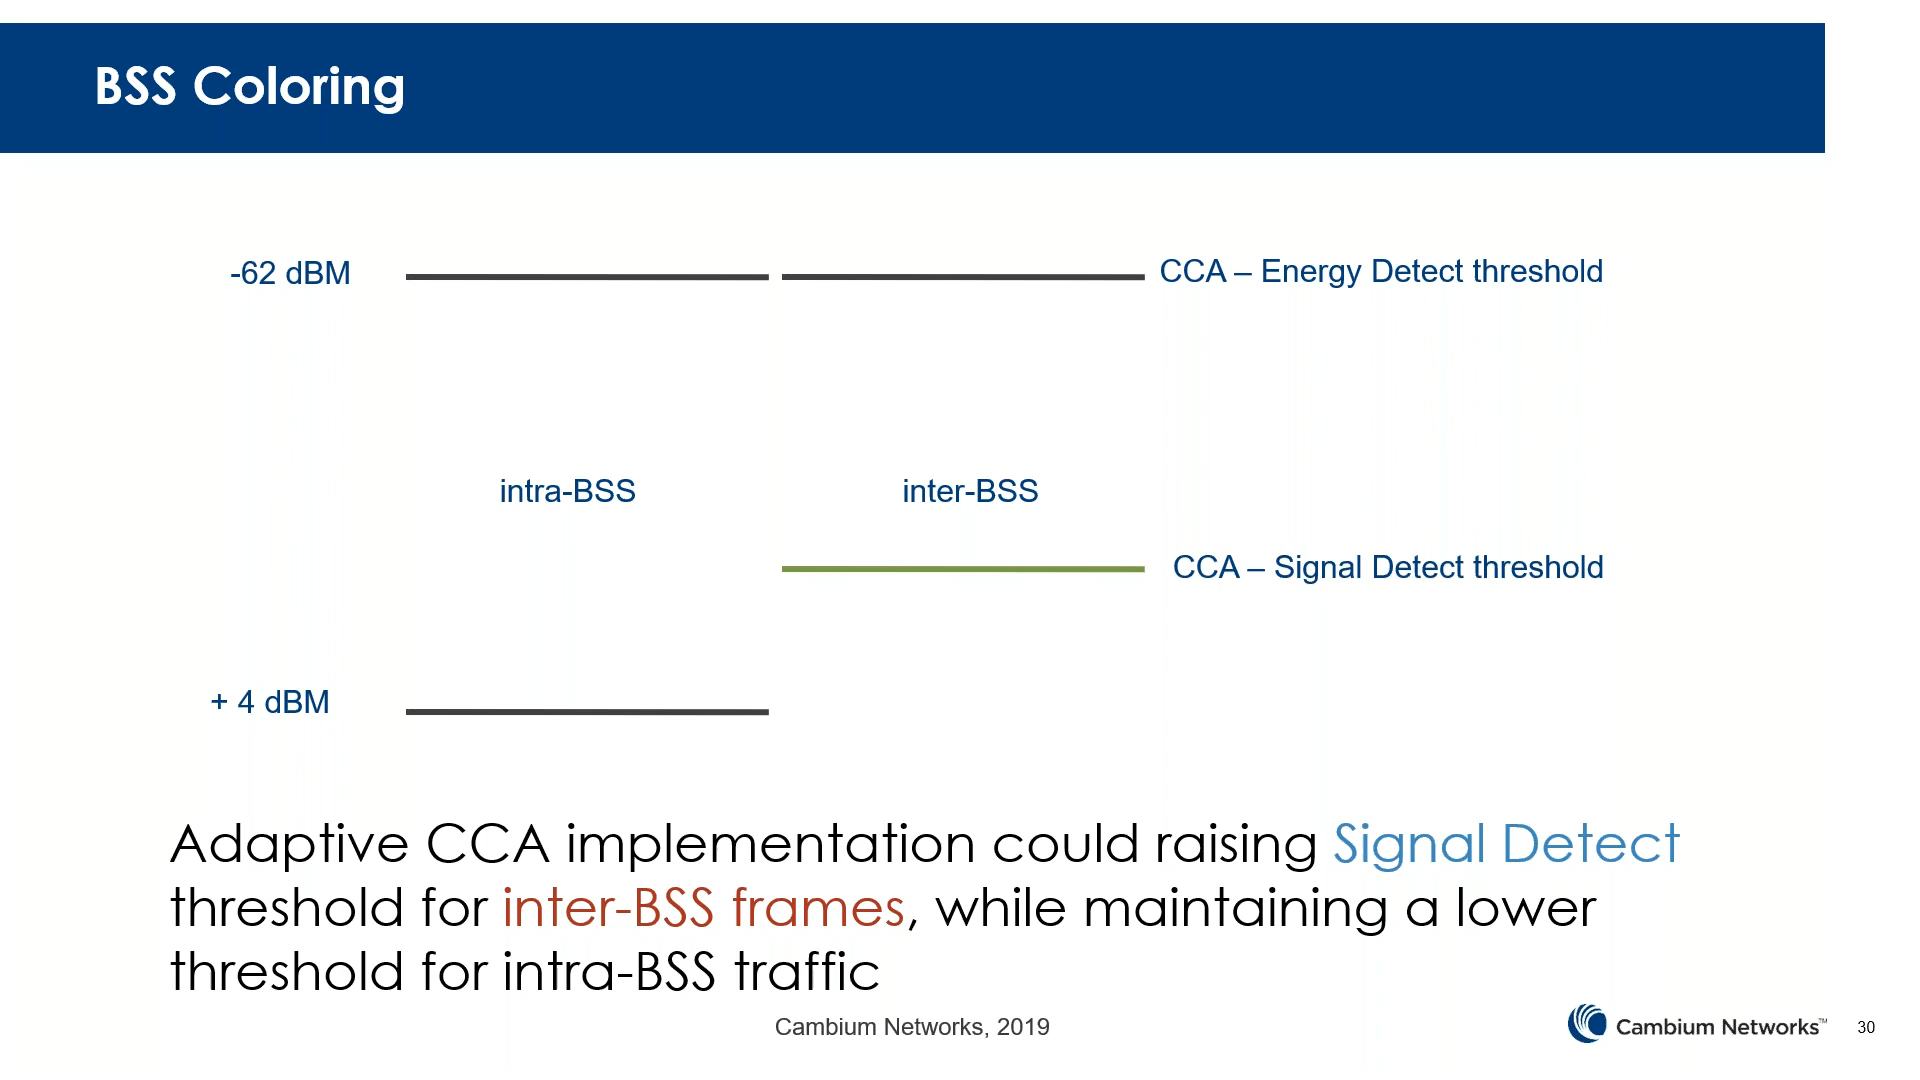 BSS Coloring
-62 dBM
CCA – Energy Detect threshold
intra-BSS
inter-BSS
CCA – Signal Detect threshold
+ 4 dBM
Adaptive CCA implementation could raising Signal Detect
threshold for inter-BSS frames, while maintaining a lower
threshold for intra-BSS traffic
Cambium Networks, 2019
Cambium Networks™
30